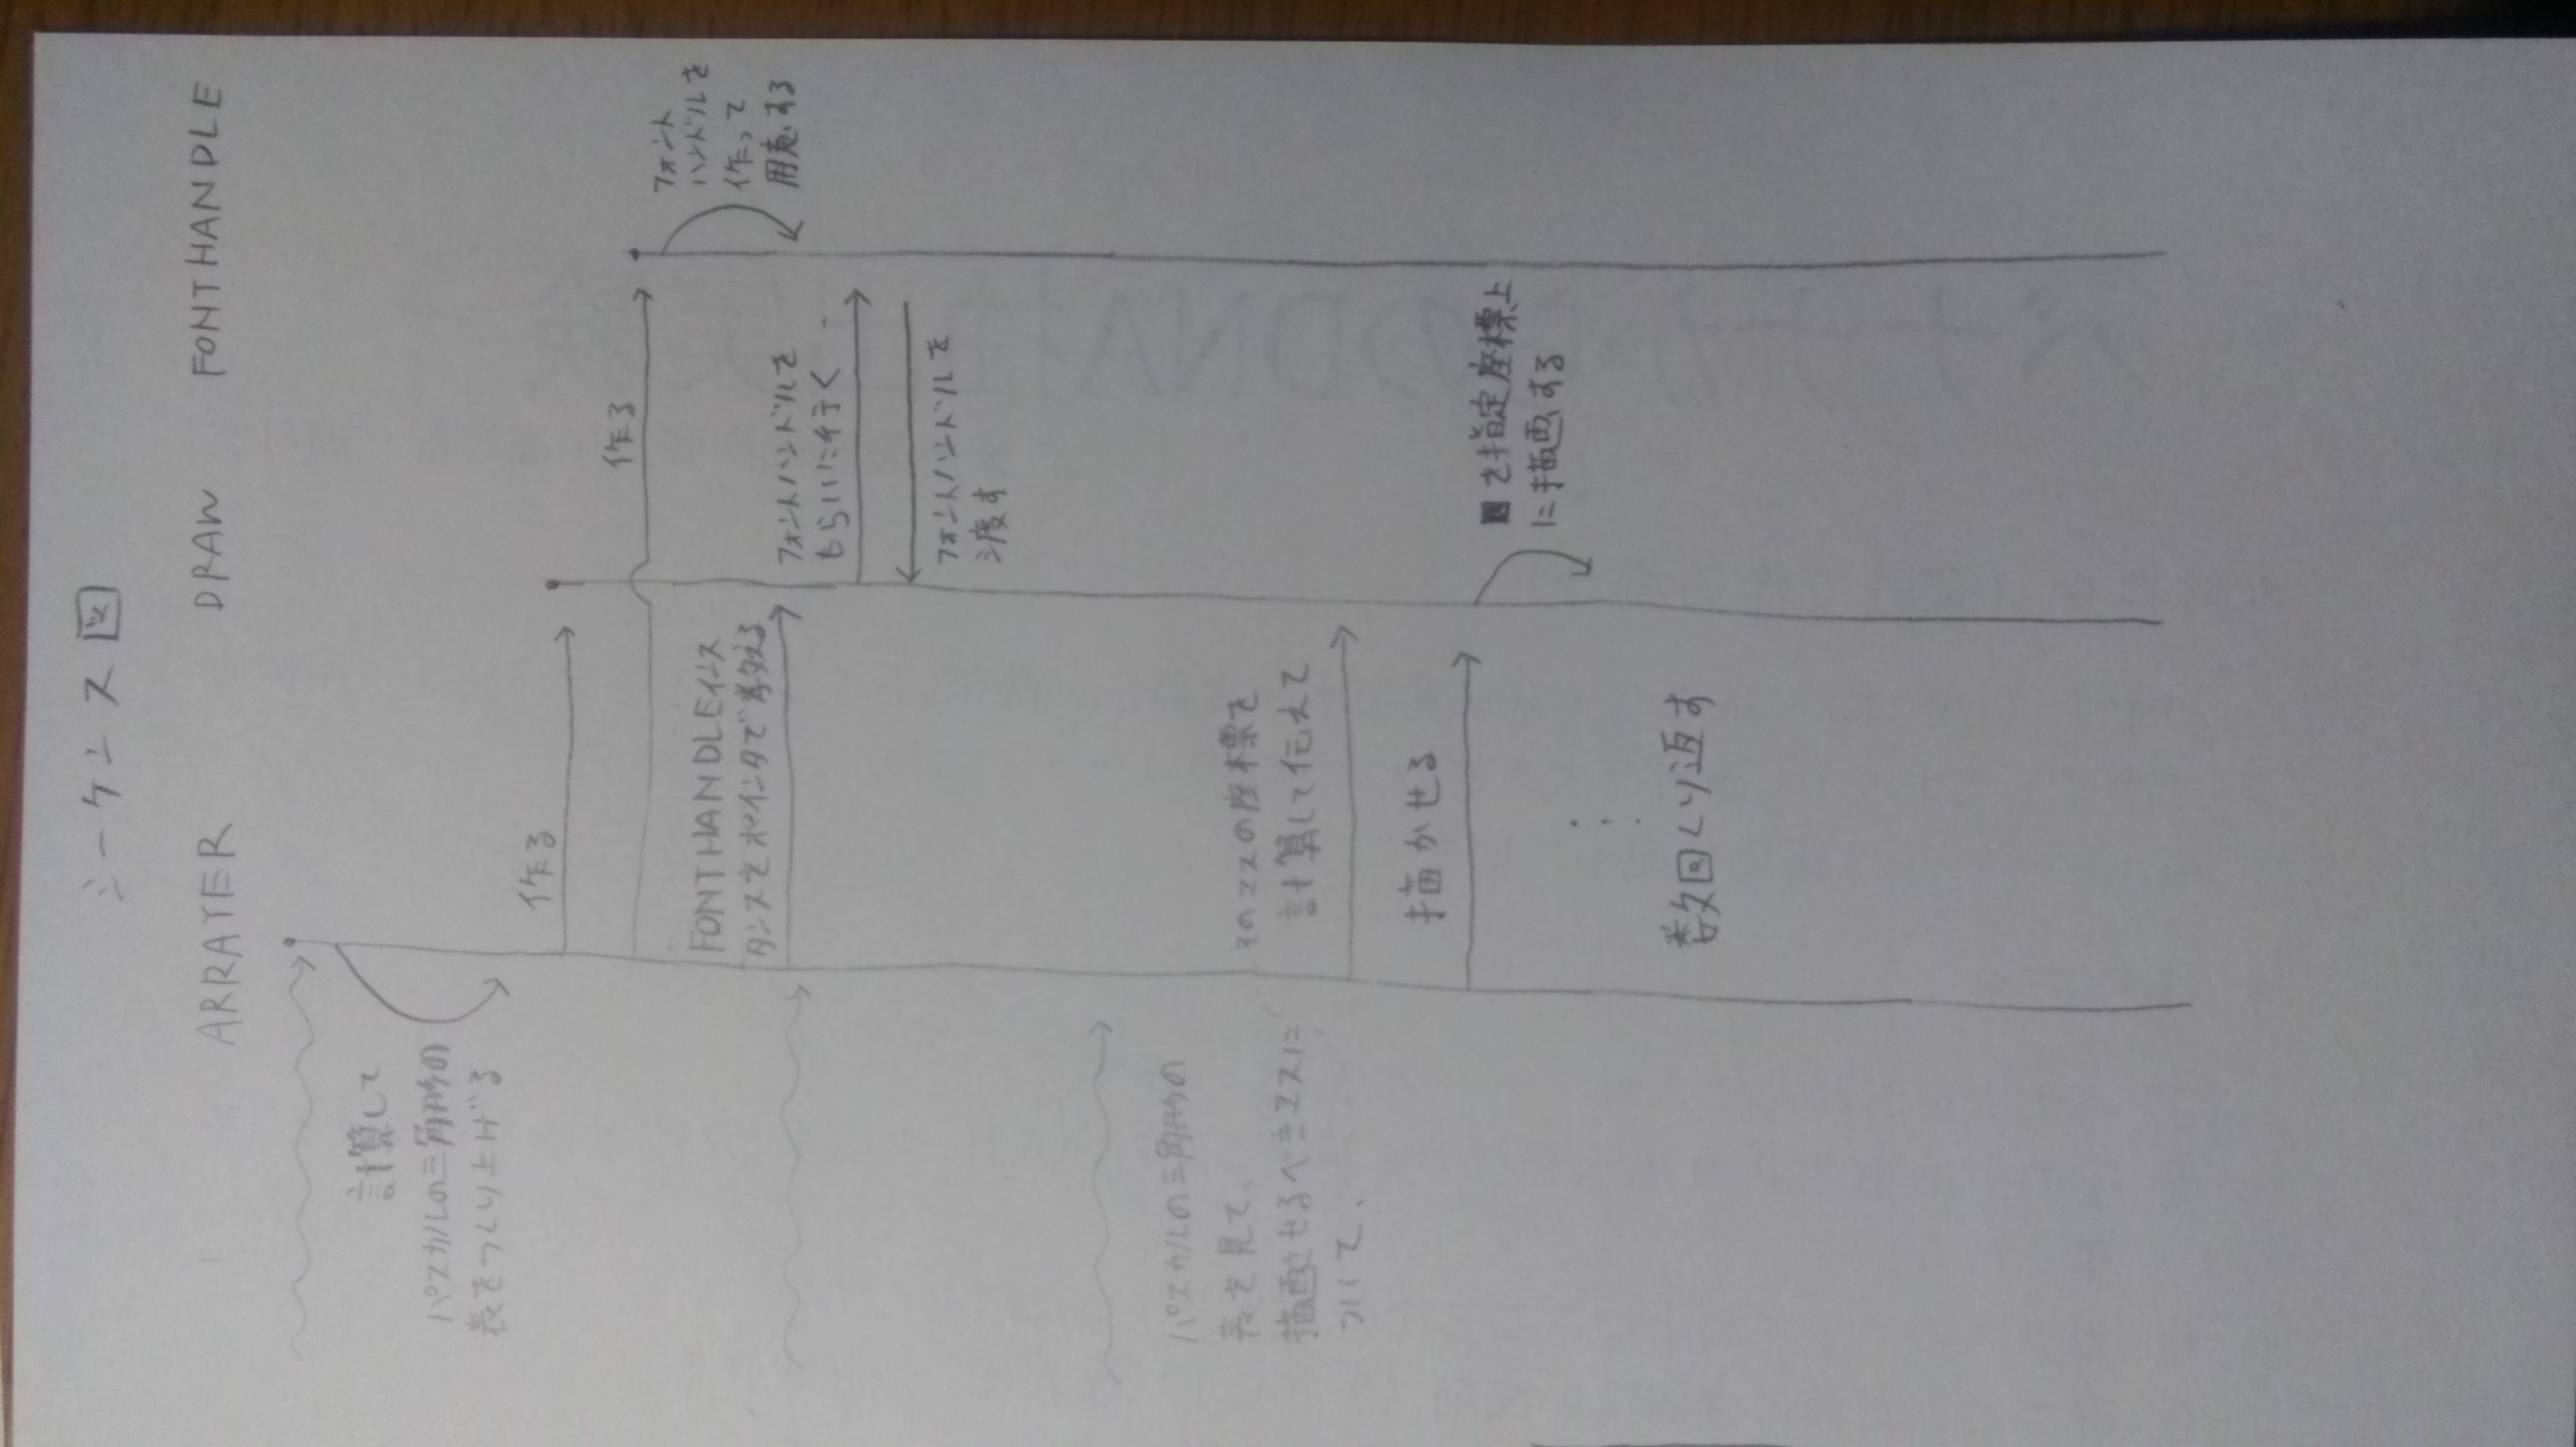 シーケンス図
ARRAYER
DRAW
FONTHANDLE
計算して
パスカルの三角形の
表をつくり上げる
作る
作る
フォント
ハンドルを
作って
用意する
FONTHANDLEインス
タンスをポインタで教える
フォントハンドルを
もらいに行く
フォントハンドルを
渡す
パスカルの三角形の
表を見て、
描画させるべきマスに
ついて、
そのマスの座標を
計算して伝えて
描かせる
■を指定座標上
に描画する
数回くり返す